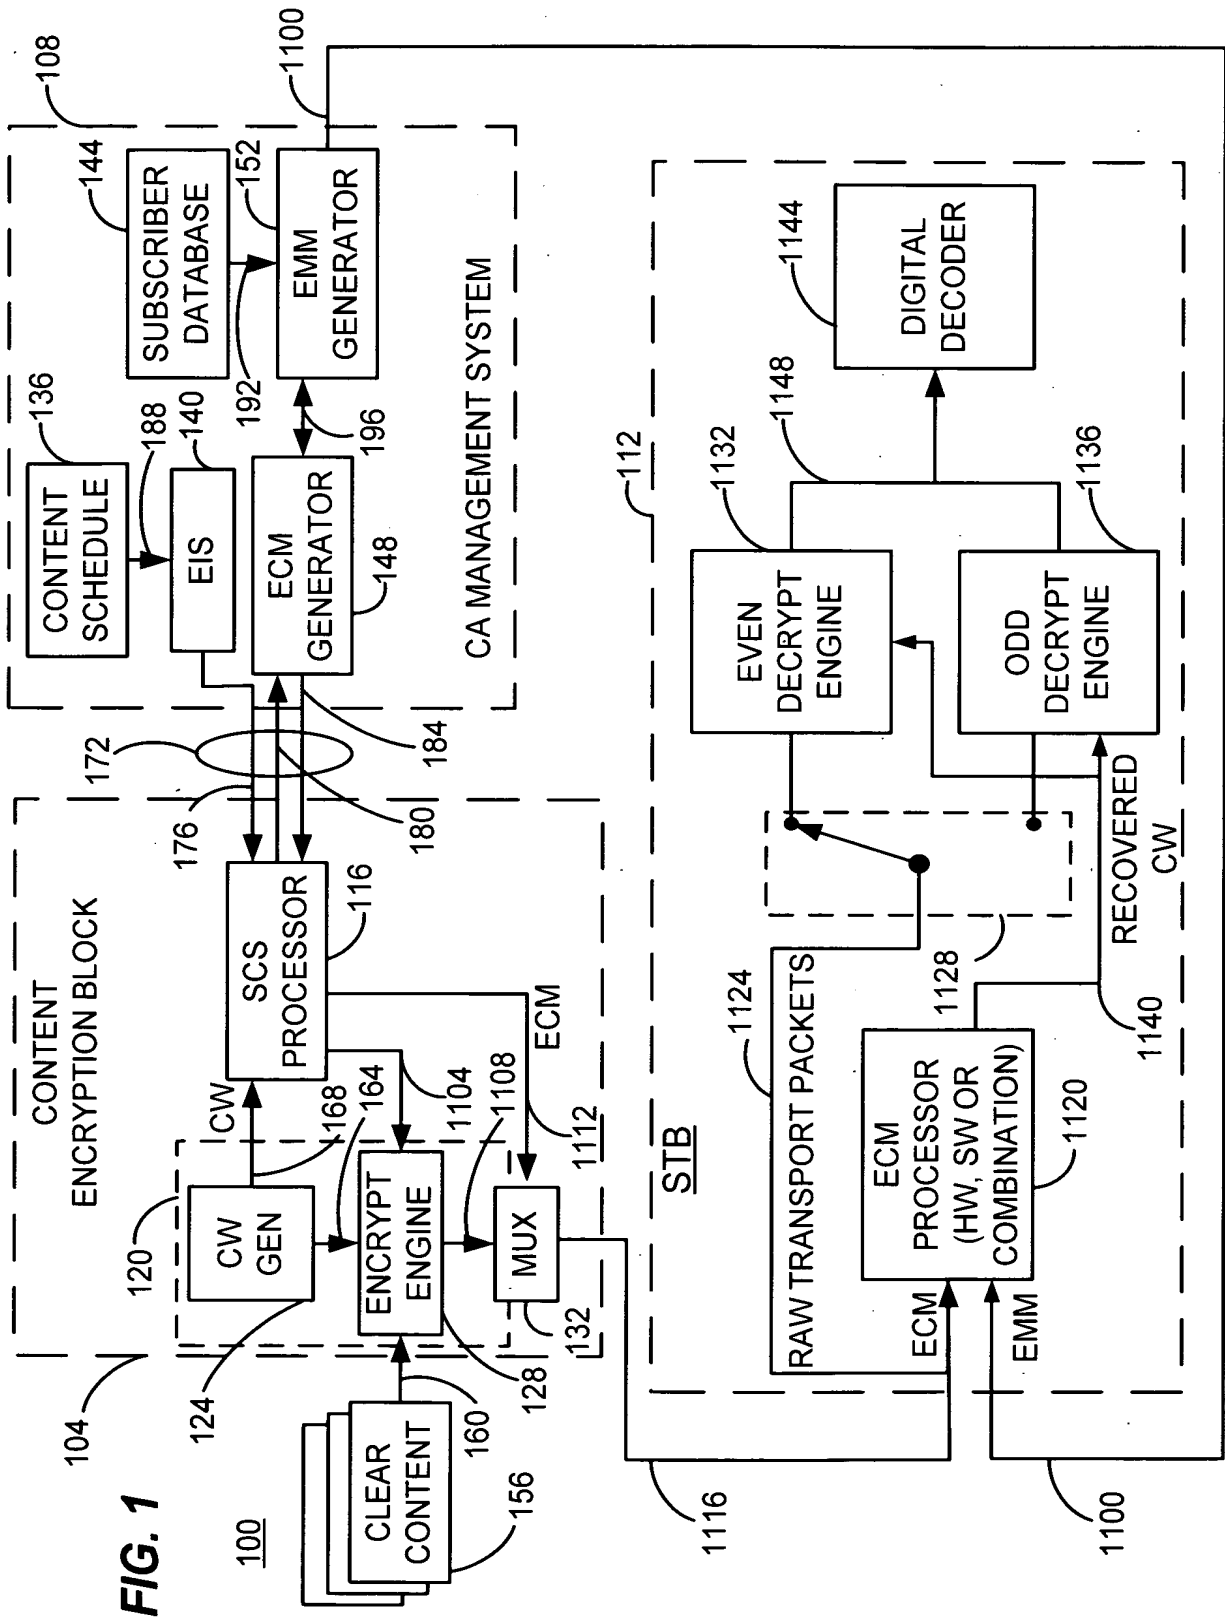 FIG. 1
100
104
CONTENT
ENCRYPTION BLOCK
120
124
CW
GEN
CW
168
164
SCS
PROCESSOR
116
ENCRYPT
ENGINE
128
1104
1108
ECM
1112
MUX
132
CLEAR
CONTENT
156
160
172
176
180
184
108
CONTENT
SCHEDULE
136
188
EIS
140
SUBSCRIBER
DATABASE
144
192
ECM
GENERATOR
148
196
EMM
GENERATOR
152
CA MANAGEMENT SYSTEM
1100
1116
1100
STB
112
RAW TRANSPORT PACKETS
1124
ECM
EMM
ECM
PROCESSOR
(HW, SW OR
COMBINATION)
1120
1128
1140
RECOVERED
CW
EVEN
DECRYPT
ENGINE
1132
ODD
DECRYPT
ENGINE
1136
1148
DIGITAL
DECODER
1144